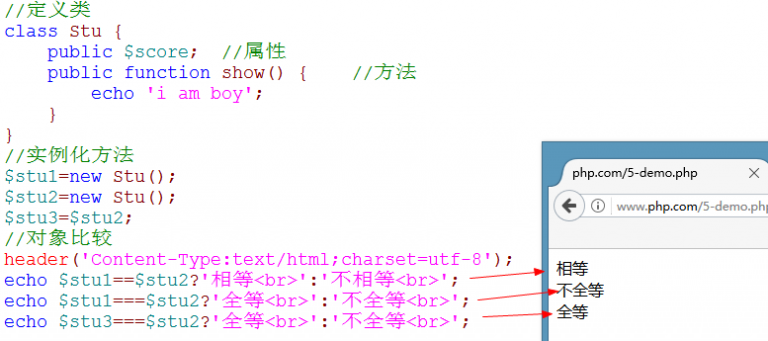 //定义类
class Stu {
    public $score;  //属性
    public function show() {    //方法
        echo 'i am boy';
    }
}
//实例化方法
$stu1=new Stu();
$stu2=new Stu();
$stu3=$stu2;
//对象比较
header('Content-Type:text/html;charset=utf-8');
echo $stu1==$stu2?'相等<br>':'不相等<br>';
echo $stu1===$stu2?'全等<br>':'不全等<br>';
echo $stu3===$stu2?'全等<br>':'不全等<br>';
php.com/5-demo.php
www.php.com/5-demo.ph
相等
不全等
全等